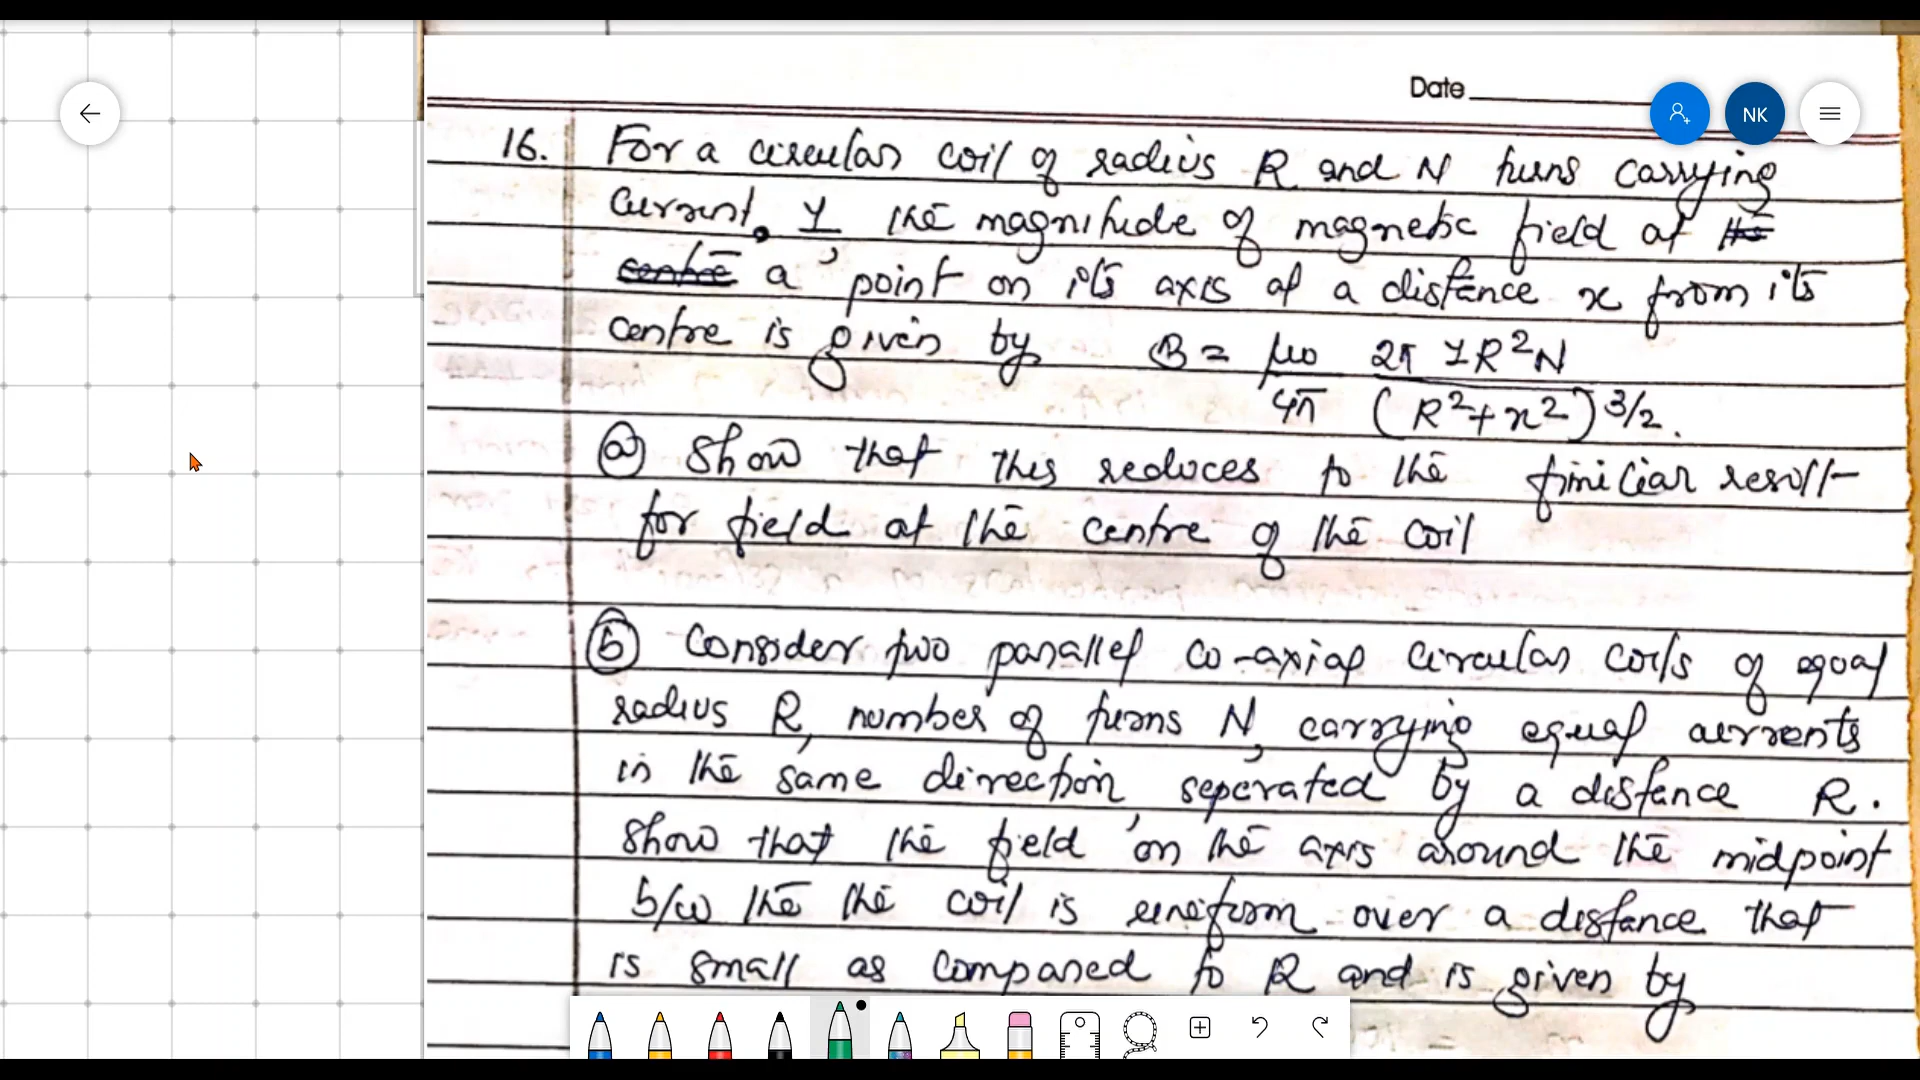 Date
NK
16. For a circular coil of radius R and N turns carrying
current I, the magnitude of magnetic field at the
centre a point on its axis at a distance x from its
centre is given by B = μo/4π 2π I R²N/(R²+x²)^3/2.
(a) Show that this reduces to the fimiliar result
for field at the centre of the coil
(b) Consider two parallel co-axial circular coils of equal
radius R, number of turns N, carrying equal currents
in the same direction, seperated by a distance R.
Show that the field on the axis around the midpoint
b/w the the coil is uniform over a distance that
is small as compared to R and is given by